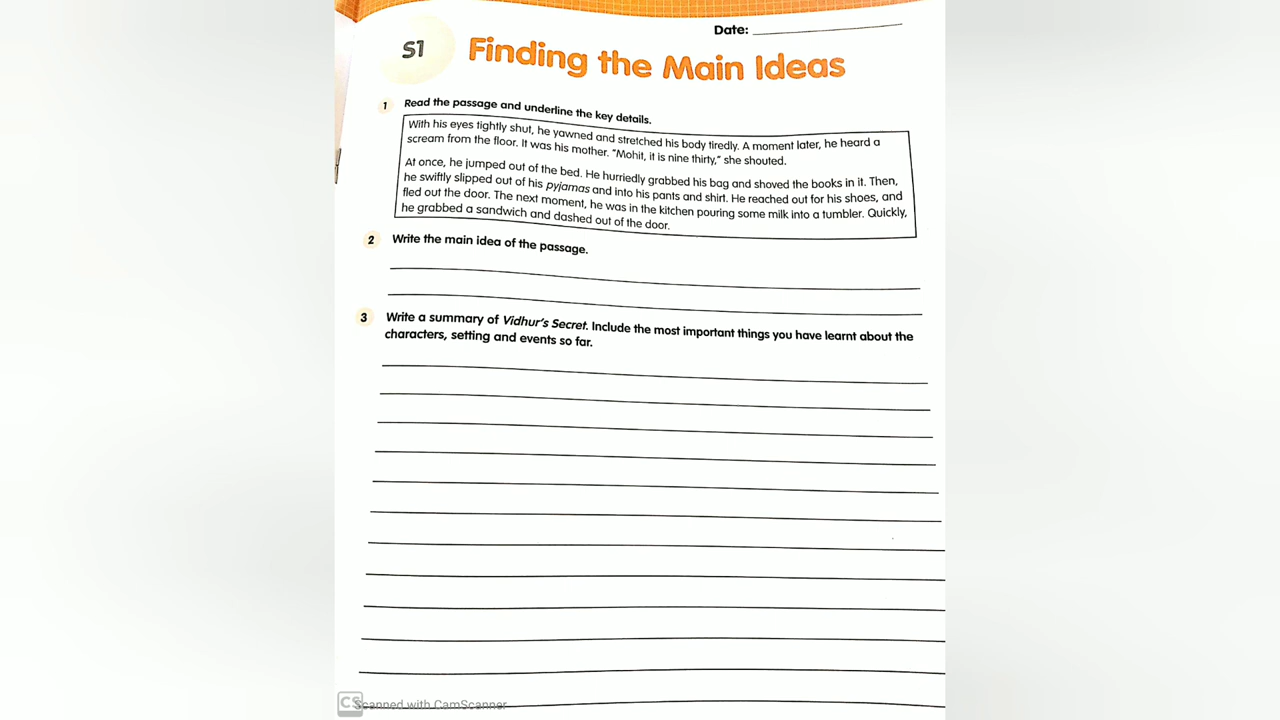 Date:
S1
Finding the Main Ideas
1 Read the passage and underline the key details.
With his eyes tightly shut, he yawned and stretched his body tiredly. A moment later, he heard a
scream from the floor. It was his mother. "Mohit, it is nine thirty," she shouted.
At once, he jumped out of the bed. He hurriedly grabbed his bag and shoved the books in it. Then,
he swiftly slipped out of his pyjamas and into his pants and shirt. He reached out for his shoes, and
fled out the door. The next moment, he was in the kitchen pouring some milk into a tumbler. Quickly,
he grabbed a sandwich and dashed out of the door.
2 Write the main idea of the passage.
3 Write a summary of Vidhur's Secret. Include the most important things you have learnt about the
characters, setting and events so far.
CS Scanned with CamScanner